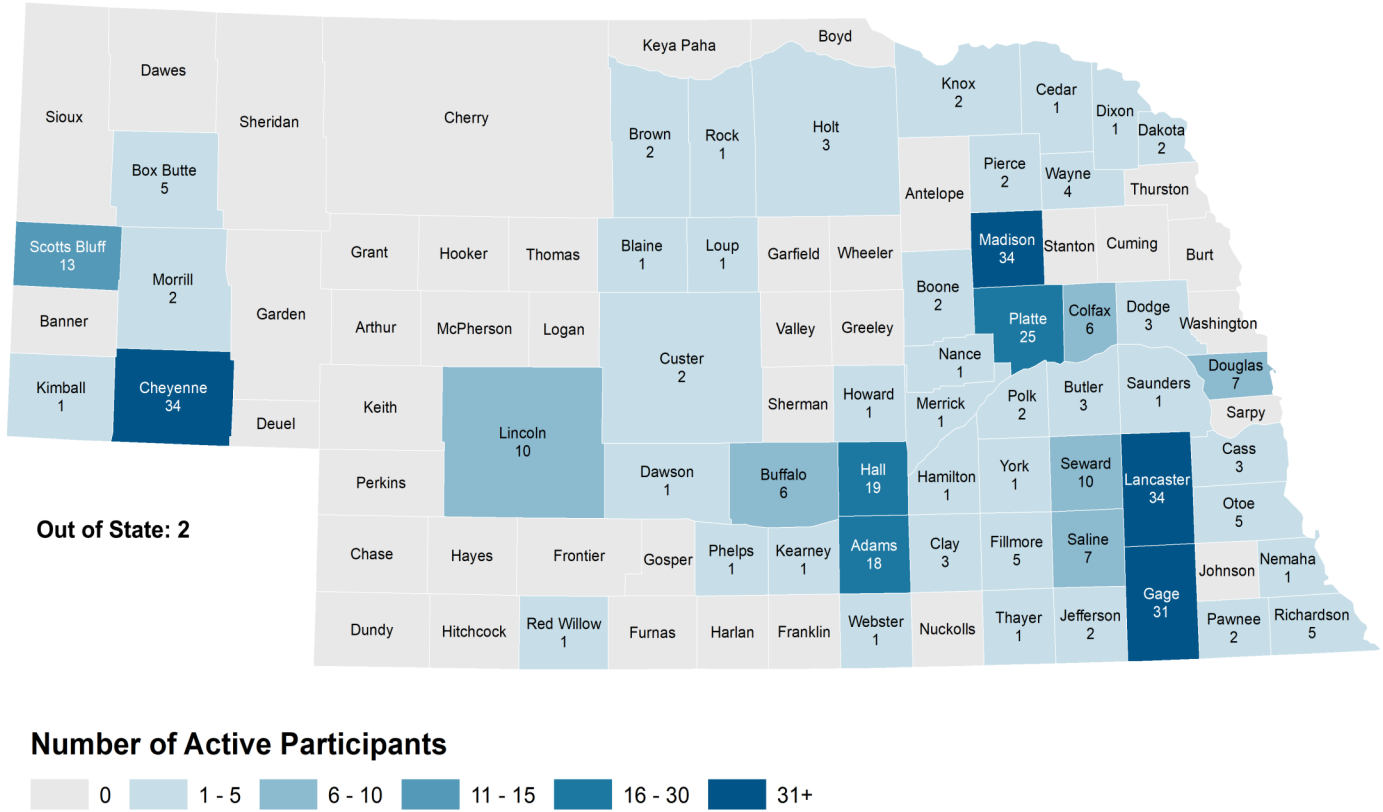 Boyd
Keya Paha
Dawes
Sioux
Sheridan
Cherry
Knox
2
Cedar
1
Dixon
1
Dakota
2
Brown
2
Rock
1
Holt
3
Box Butte
5
Antelope
Pierce
2
Wayne
4
Thurston
Scotts Bluff
13
Morrill
2
Grant
Hooker
Thomas
Blaine
1
Loup
1
Garfield
Wheeler
Madison
34
Stanton
Cuming
Burt
Boone
2
Banner
Garden
Arthur
McPherson
Logan
Custer
2
Valley
Greeley
Platte
25
Colfax
6
Dodge
3
Washington
Nance
1
Kimball
1
Cheyenne
34
Deuel
Keith
Lincoln
10
Sherman
Howard
1
Merrick
1
Polk
2
Butler
3
Saunders
1
Douglas
7
Sarpy
Perkins
Dawson
1
Buffalo
6
Hall
19
Hamilton
1
York
1
Seward
10
Lancaster
34
Cass
3
Otoe
5
Out of State: 2
Chase
Hayes
Frontier
Gosper
Phelps
1
Kearney
1
Adams
18
Clay
3
Fillmore
5
Saline
7
Gage
31
Johnson
Nemaha
1
Dundy
Hitchcock
Red Willow
1
Furnas
Harlan
Franklin
Webster
1
Nuckolls
Thayer
1
Jefferson
2
Pawnee
2
Richardson
5
Number of Active Participants
0
1 - 5
6 - 10
11 - 15
16 - 30
31+